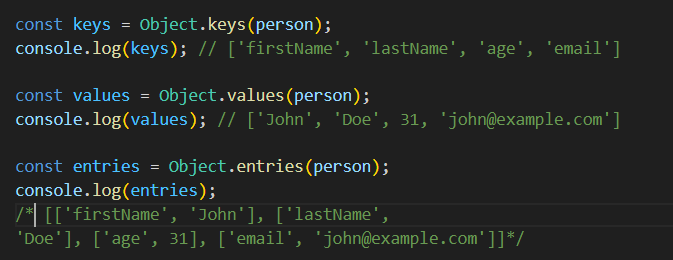 const keys = Object.keys(person);
console.log(keys); // ['firstName', 'lastName', 'age', 'email']
const values = Object.values(person);
console.log(values); // ['John', 'Doe', 31, 'john@example.com']
const entries = Object.entries(person);
console.log(entries);
/* [['firstName', 'John'], ['lastName',
'Doe'], ['age', 31], ['email', 'john@example.com']]*/